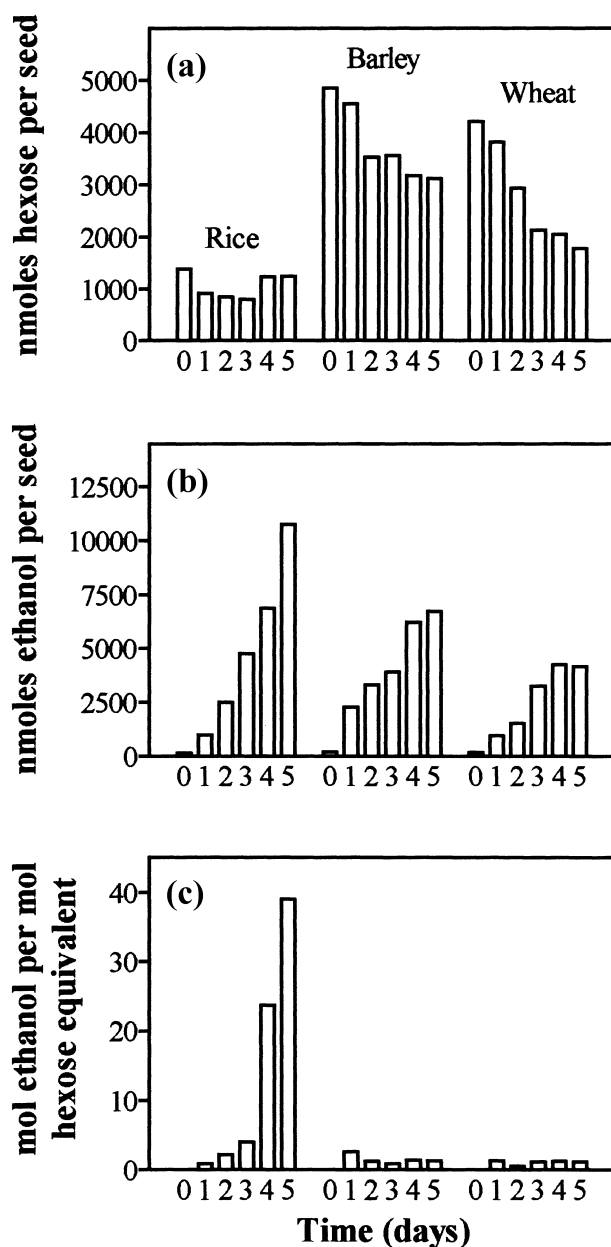 (a)
Rice
Barley
Wheat
nmoles hexose per seed
5000
4000
3000
2000
1000
0
0 1 2 3 4 5 0 1 2 3 4 5 0 1 2 3 4 5
(b)
nmoles ethanol per seed
12500
10000
7500
5000
2500
0
0 1 2 3 4 5 0 1 2 3 4 5 0 1 2 3 4 5
(c)
mol ethanol per mol
hexose equivalent
40
30
20
10
0
0 1 2 3 4 5 0 1 2 3 4 5 0 1 2 3 4 5
Time (days)